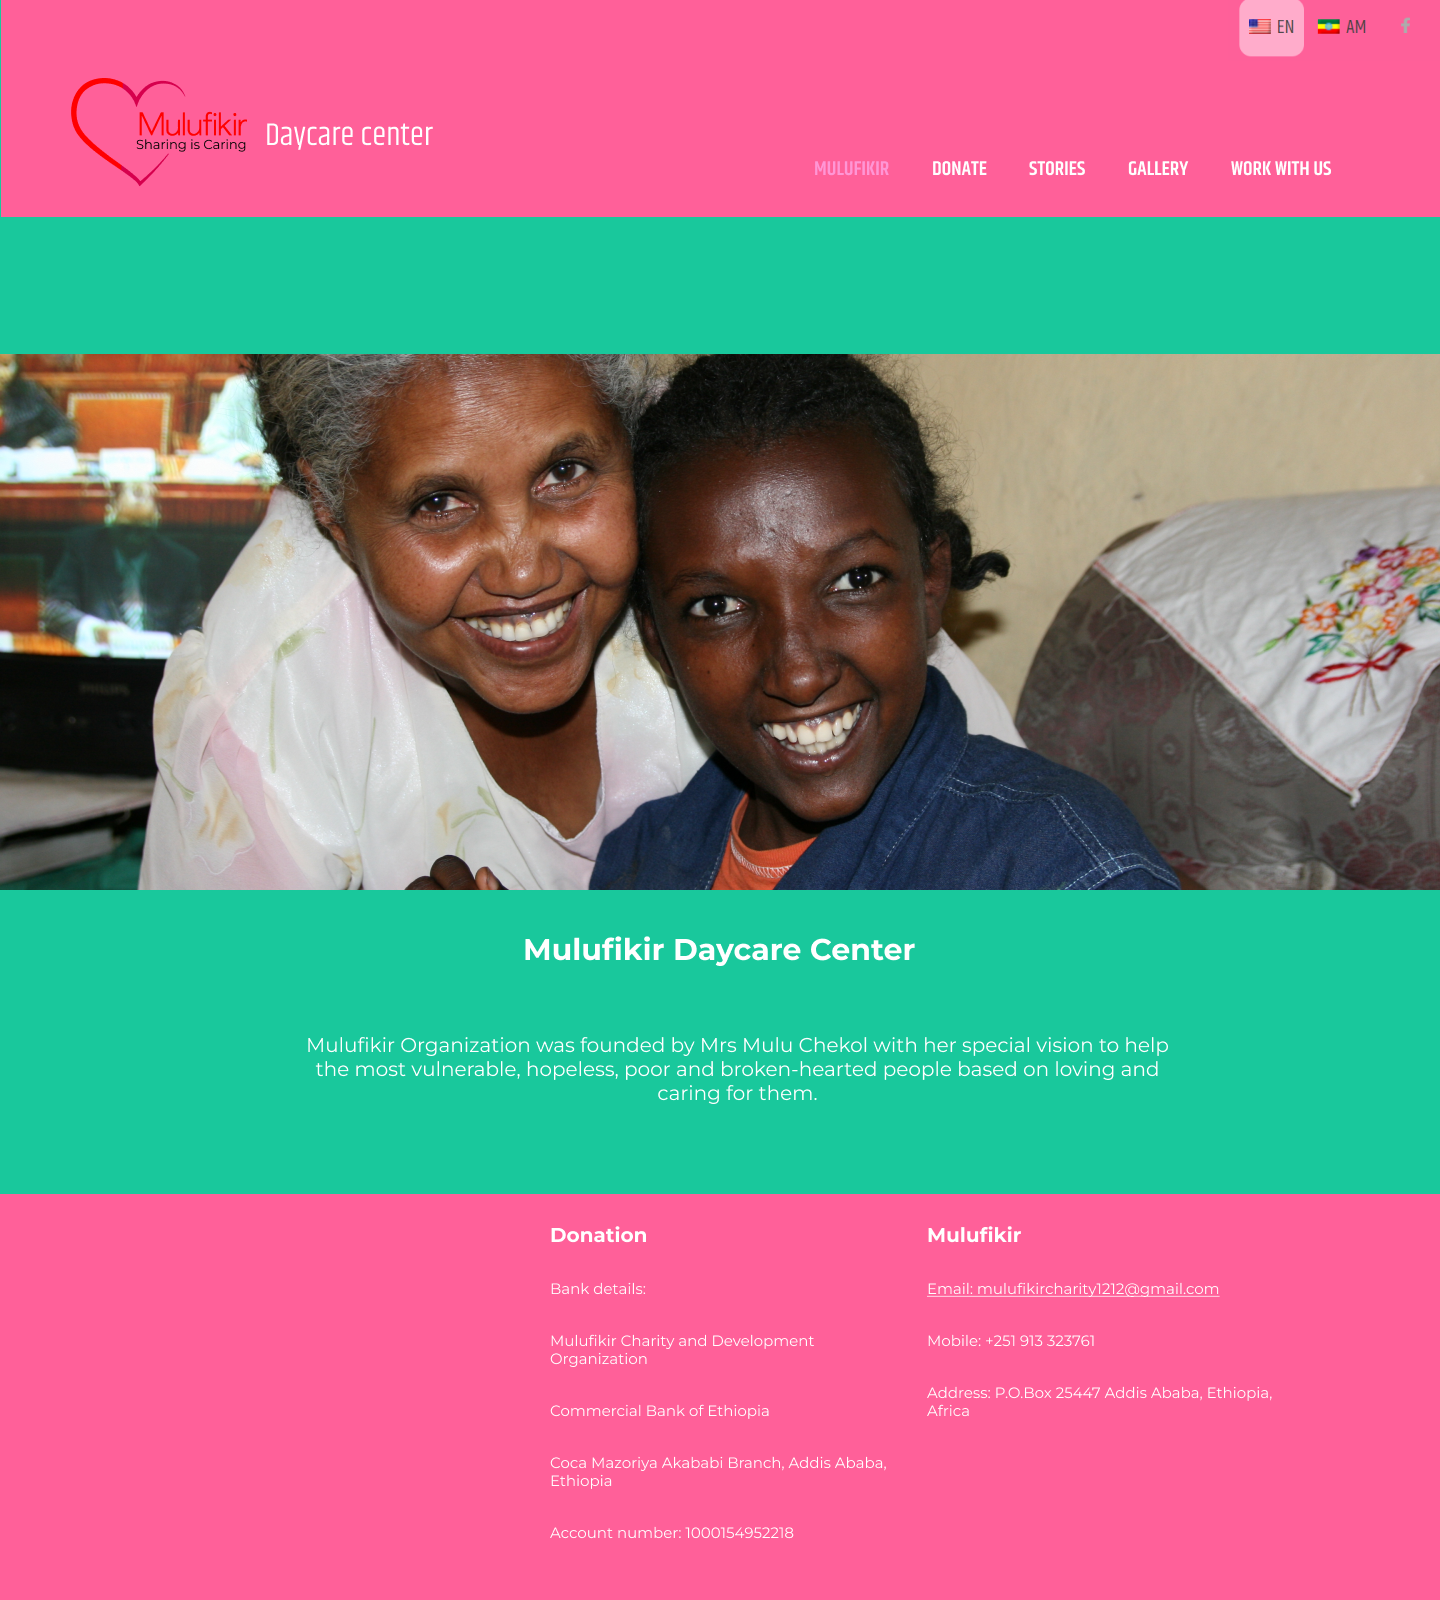 EN
AM
Mulufikir
Sharing is Caring
Daycare center
MULUFIKIR
DONATE
STORIES
GALLERY
WORK WITH US
PHILIPS
Mulufikir Daycare Center
Mulufikir Organization was founded by Mrs Mulu Chekol with her special vision to help
the most vulnerable, hopeless, poor and broken-hearted people based on loving and
caring for them.
Donation
Bank details:
Mulufikir Charity and Development
Organization
Commercial Bank of Ethiopia
Coca Mazoriya Akababi Branch, Addis Ababa,
Ethiopia
Account number: 1000154952218
Mulufikir
Email: mulufikircharity1212@gmail.com
Mobile: +251 913 323761
Address: P.O.Box 25447 Addis Ababa, Ethiopia,
Africa